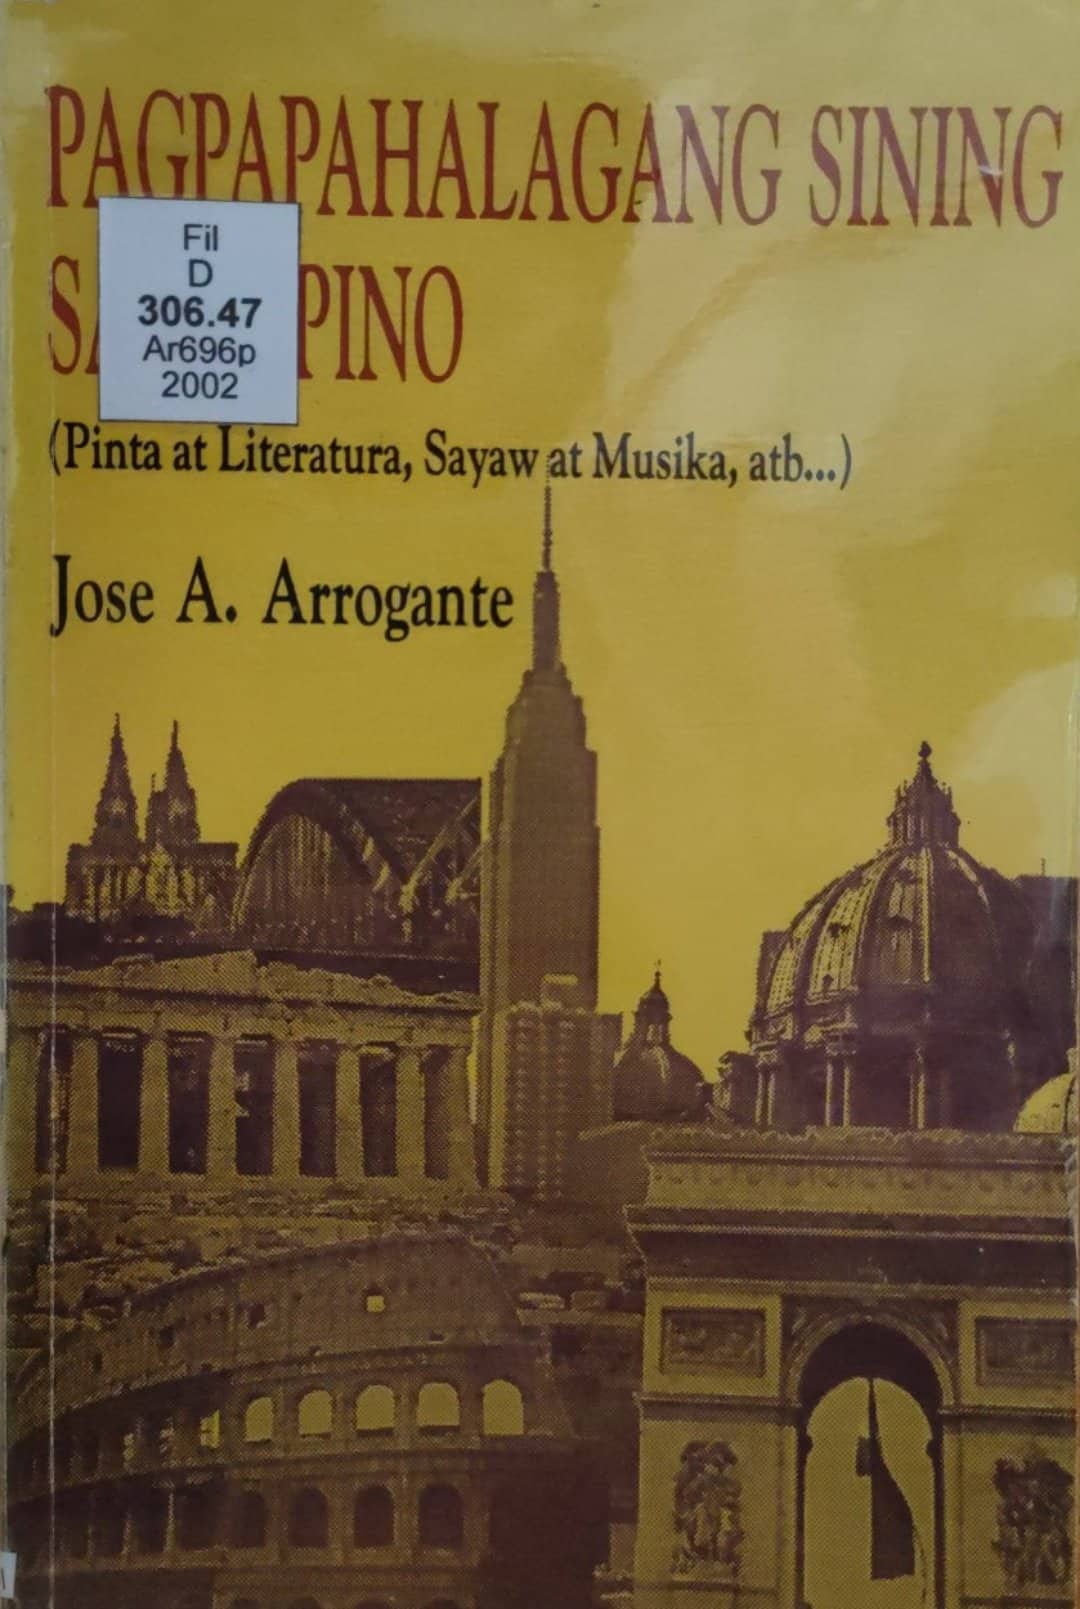 PAGPAPAHALAGANG SINING
PINO
Fil
D
306.47
Ar696p
2002
(Pinta at Literatura, Sayaw at Musika, atb...)
Jose A. Arrogante